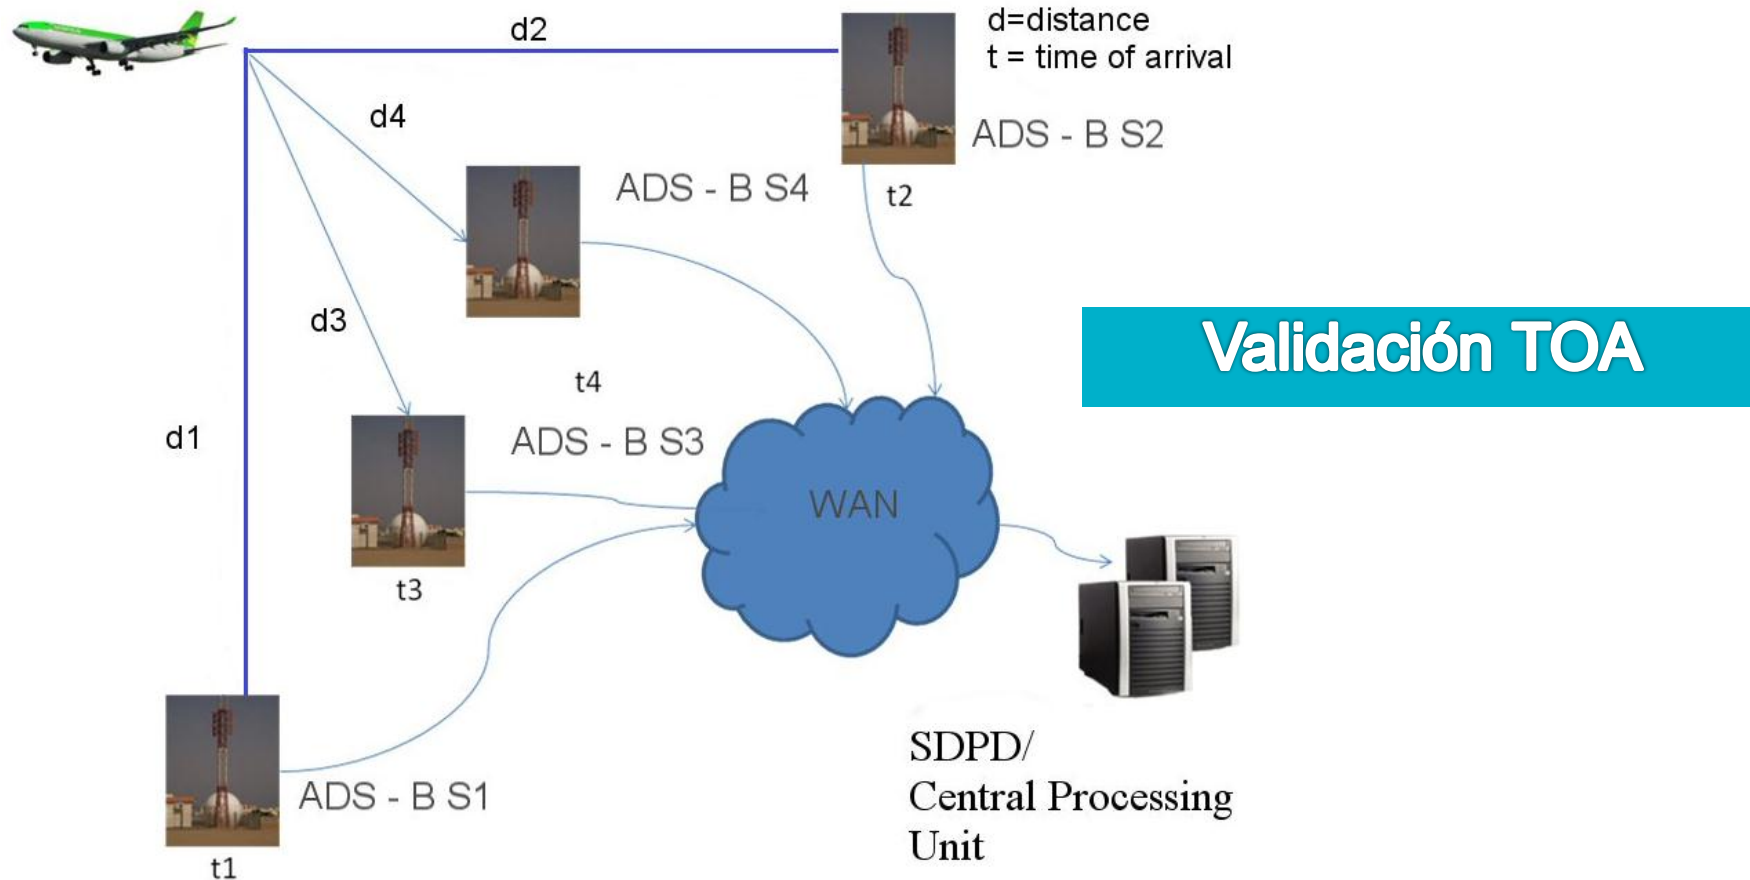 d2
d=distance
t = time of arrival
d4
ADS - B S2
ADS - B S4
t2
d3
Validación TOA
t4
d1
ADS - B S3
WAN
t3
SDPD/
Central Processing
Unit
ADS - B S1
t1